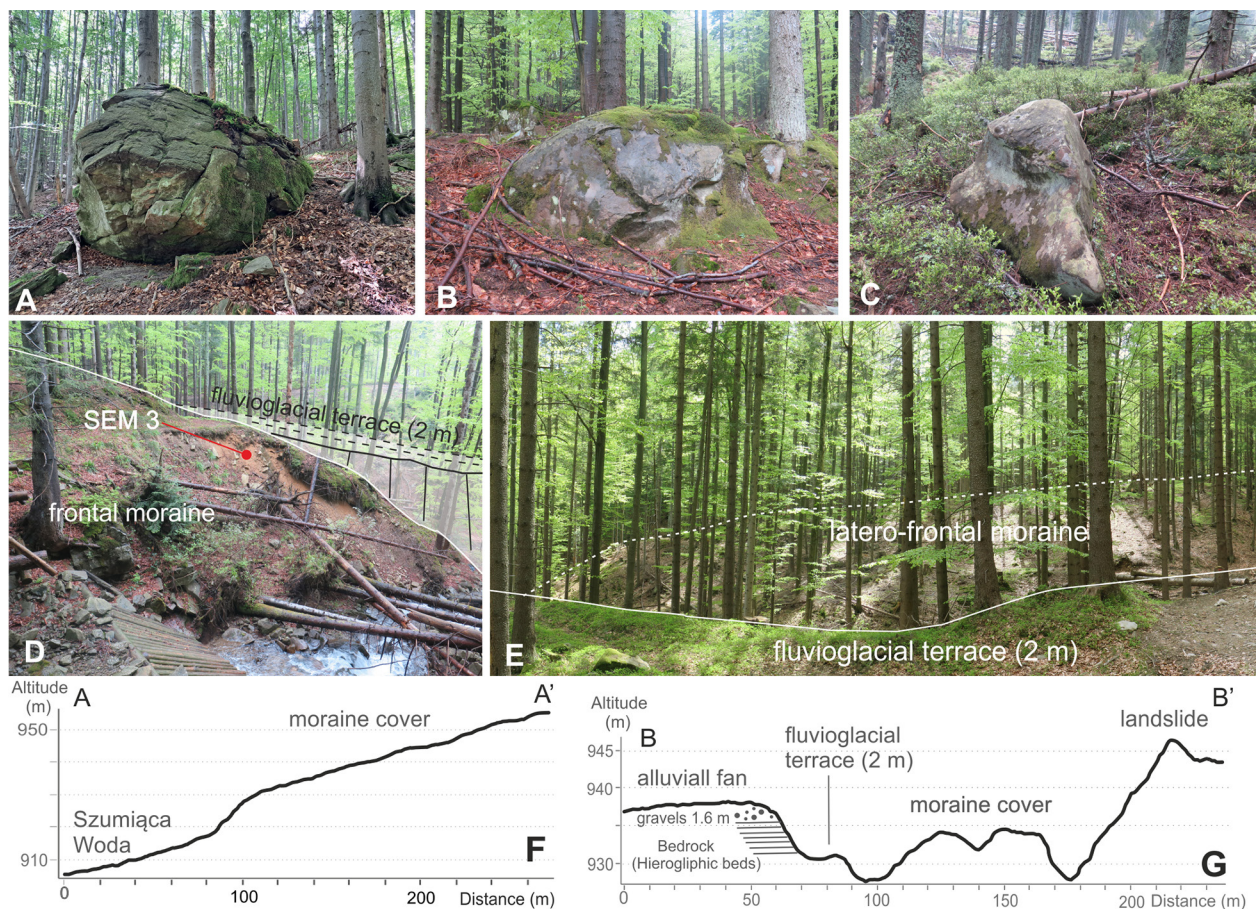 A
B
C
fluvioglacial terrace (2 m)
SEM 3
frontal moraine
D
latero-frontal moraine
E
fluvioglacial terrace (2 m)
Altitude
(m)
A
A'
moraine cover
950
Szumiąca
Woda
910
F
0
100
200
Distance (m)
Altitude
(m)
B
B'
landslide
fluvioglacial
terrace (2 m)
945
alluviall fan
940
moraine cover
gravels 1.6 m
Bedrock
(Hierogliphic beds)
930
G
0
50
100
150
200 Distance (m)